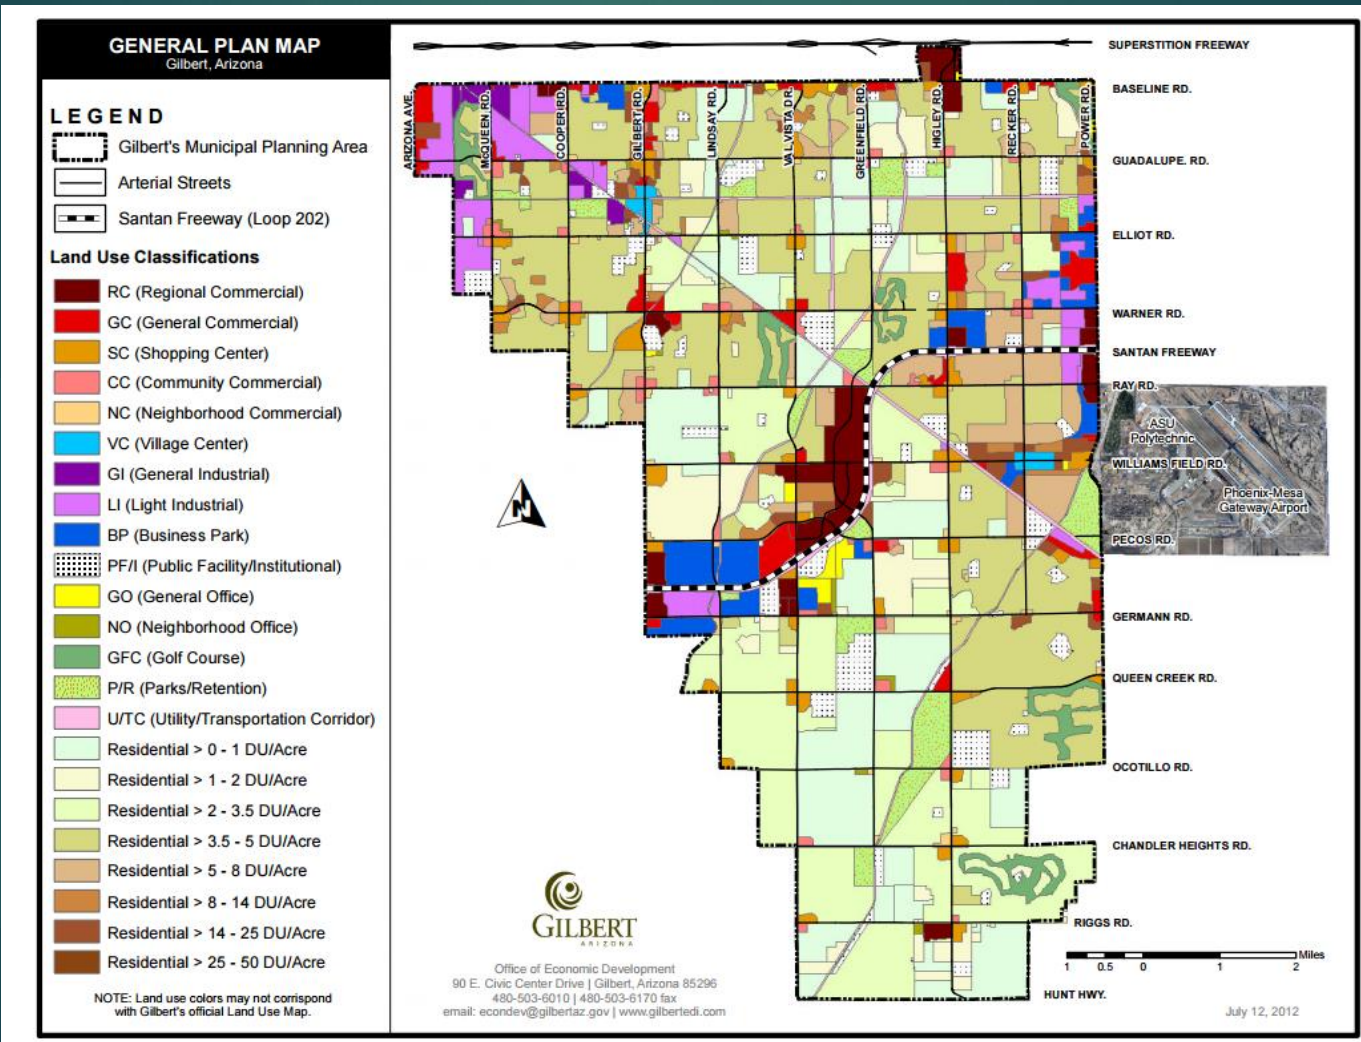 GENERAL PLAN MAP
Gilbert, Arizona
LEGEND
Gilbert's Municipal Planning Area
Arterial Streets
Santan Freeway (Loop 202)
Land Use Classifications
RC (Regional Commercial)
GC (General Commercial)
SC (Shopping Center)
CC (Community Commercial)
NC (Neighborhood Commercial)
VC (Village Center)
GI (General Industrial)
LI (Light Industrial)
BP (Business Park)
PF/I (Public Facility/Institutional)
GO (General Office)
NO (Neighborhood Office)
GFC (Golf Course)
P/R (Parks/Retention)
U/TC (Utility/Transportation Corridor)
Residential > 0 - 1 DU/Acre
Residential > 1 - 2 DU/Acre
Residential > 2 - 3.5 DU/Acre
Residential > 3.5 - 5 DU/Acre
Residential > 5 - 8 DU/Acre
Residential > 8 - 14 DU/Acre
Residential > 14 - 25 DU/Acre
Residential > 25 - 50 DU/Acre
NOTE: Land use colors may not corrispond
with Gilbert's official Land Use Map.
ARIZONA AVE.
McQUEEN RD.
COOPER RD.
GILBERT RD.
LINDSAY RD.
VAL VISTA DR.
GREENFIELD RD.
HIGLEY RD.
RECKER RD.
POWER RD.
SUPERSTITION FREEWAY
BASELINE RD.
GUADALUPE. RD.
ELLIOT RD.
WARNER RD.
SANTAN FREEWAY
RAY RD.
ASU
Polytechnic
WILLIAMS FIELD RD.
Phoenix-Mesa
Gateway Airport
PECOS RD.
GERMANN RD.
QUEEN CREEK RD.
OCOTILLO RD.
CHANDLER HEIGHTS RD.
RIGGS RD.
HUNT HWY.
N
GILBERT
ARIZONA
Office of Economic Development
90 E. Civic Center Drive | Gilbert, Arizona 85296
480-503-6010 | 480-503-6170 fax
email: econdev@gilbertaz.gov | www.gilbertedi.com
Miles
1 0.5 0 1 2
July 12, 2012